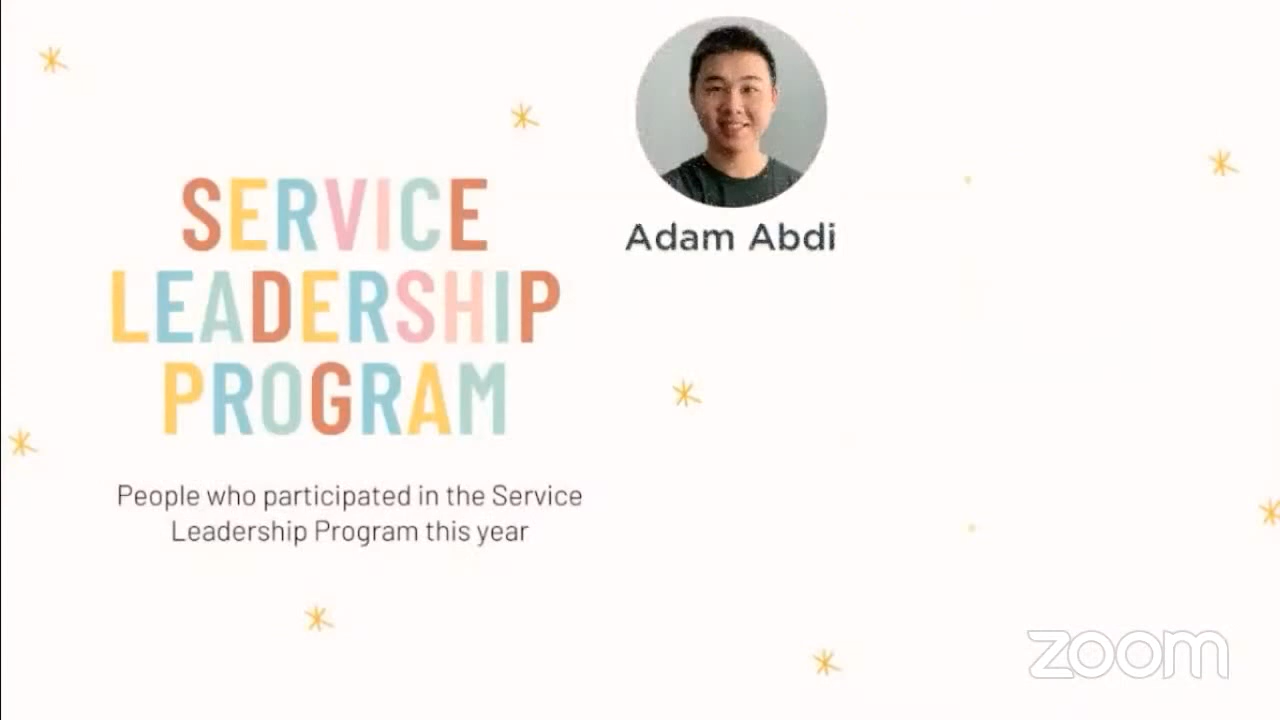 SERVICE
LEADERSHIP
PROGRAM
People who participated in the Service
Leadership Program this year
Adam Abdi
zoom